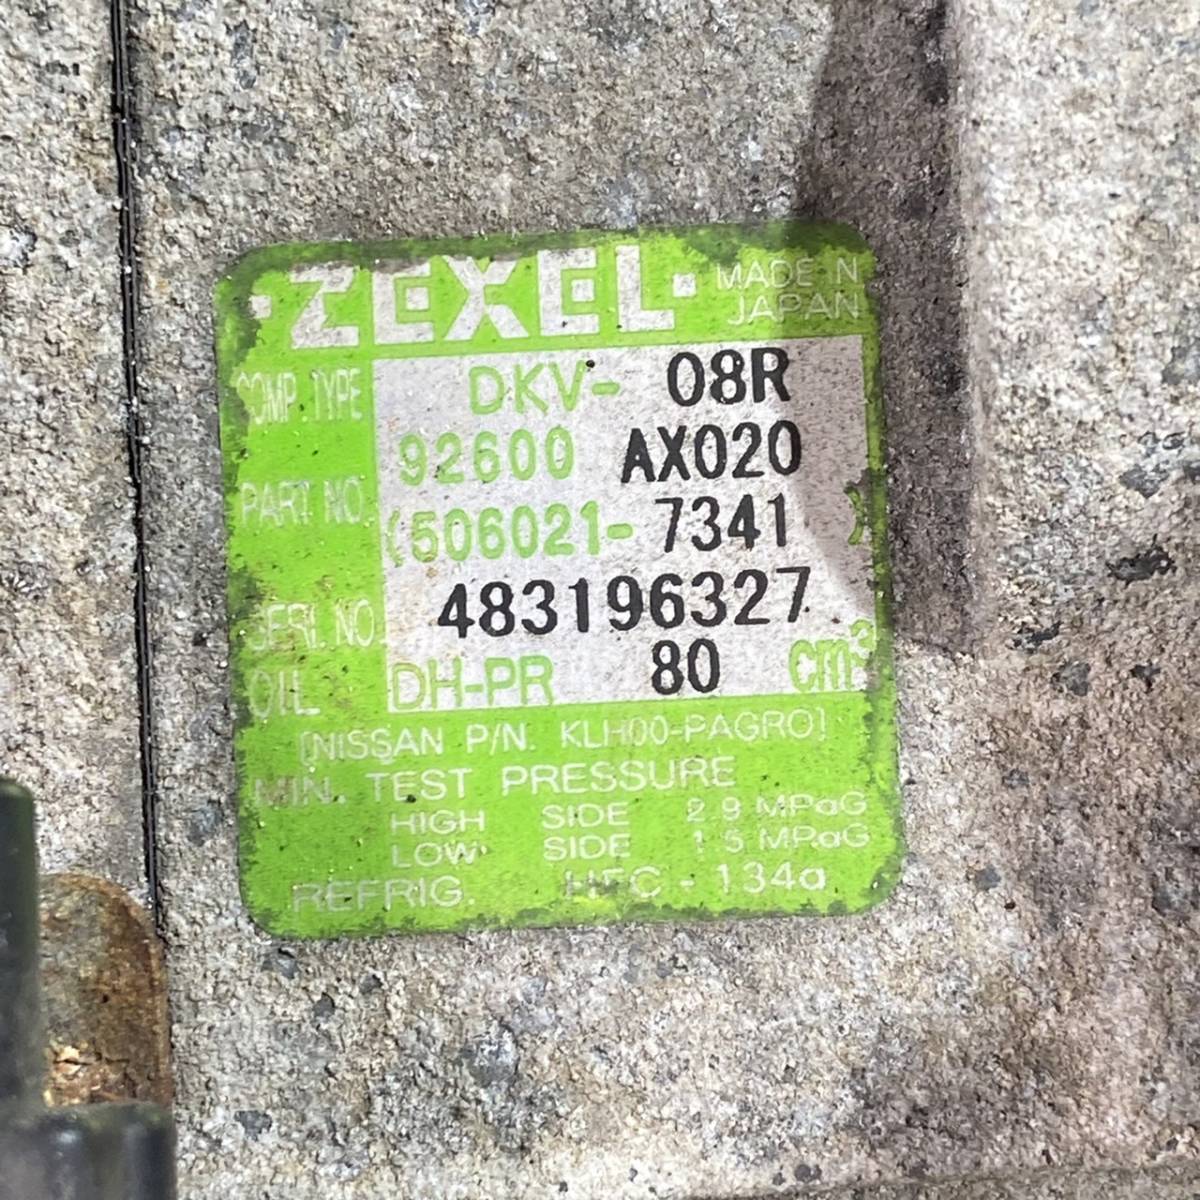 ·ZEXEL· MADE IN
JAPAN
COMP. TYPE DKV- 08R
92600 AX020
PART NO.
(506021- 7341 )
SERI.NO. 483196327
OIL DH-PR 80 cm³
[NISSAN P/N. KLH00-PAGR0]
MIN. TEST PRESSURE
HIGH SIDE 2.9 MPaG
LOW SIDE 1.5 MPaG
REFRIG. HFC - 134a